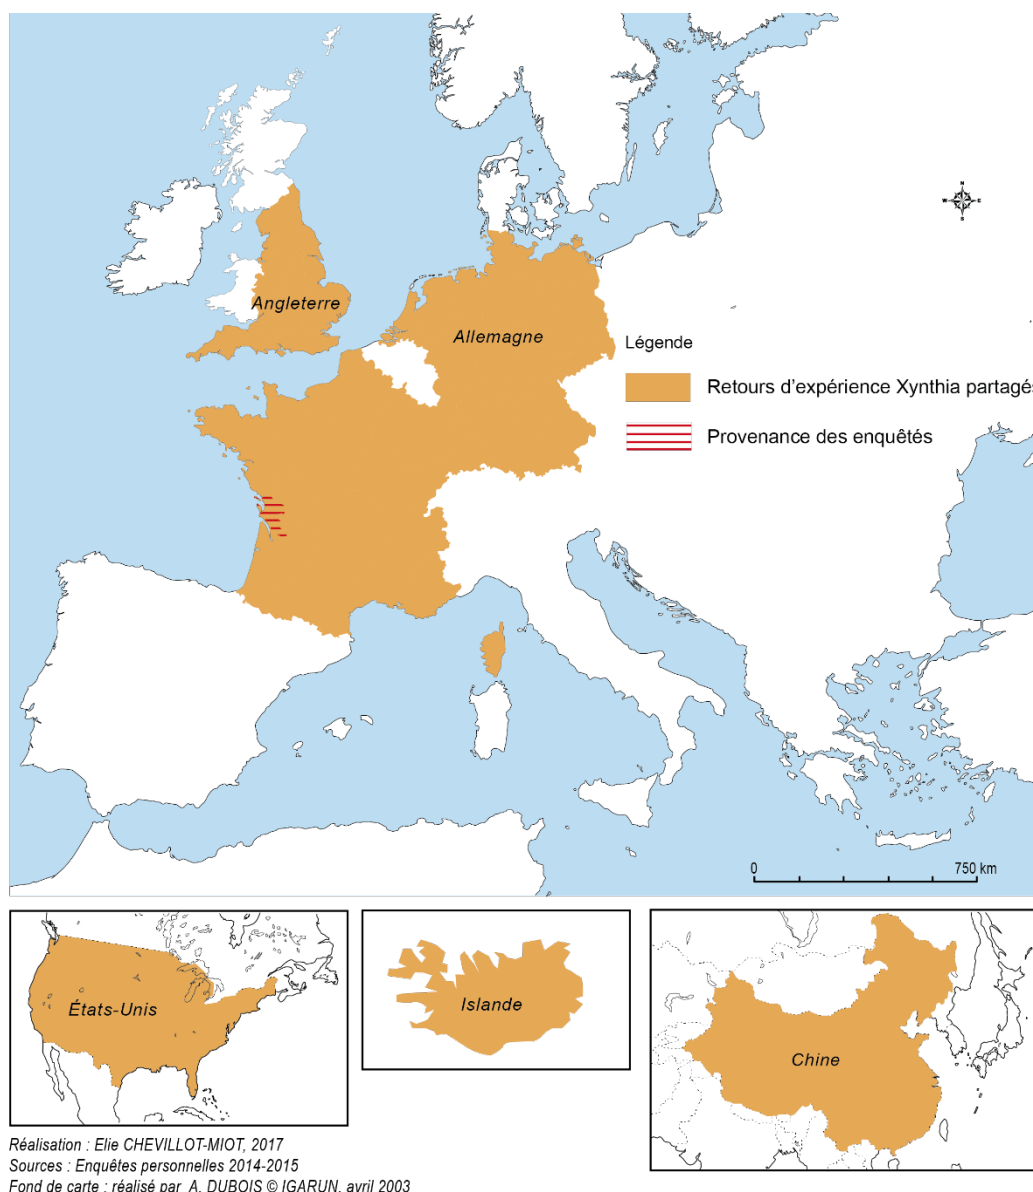 N
W E
S
Angleterre
Allemagne
Légende
Retours d'expérience Xynthia partagés
Provenance des enquêtés
0 750 km
États-Unis
Islande
Chine
Réalisation : Elie CHEVILLOT-MIOT, 2017
Sources : Enquêtes personnelles 2014-2015
Fond de carte : réalisé par A. DUBOIS © IGARUN, avril 2003